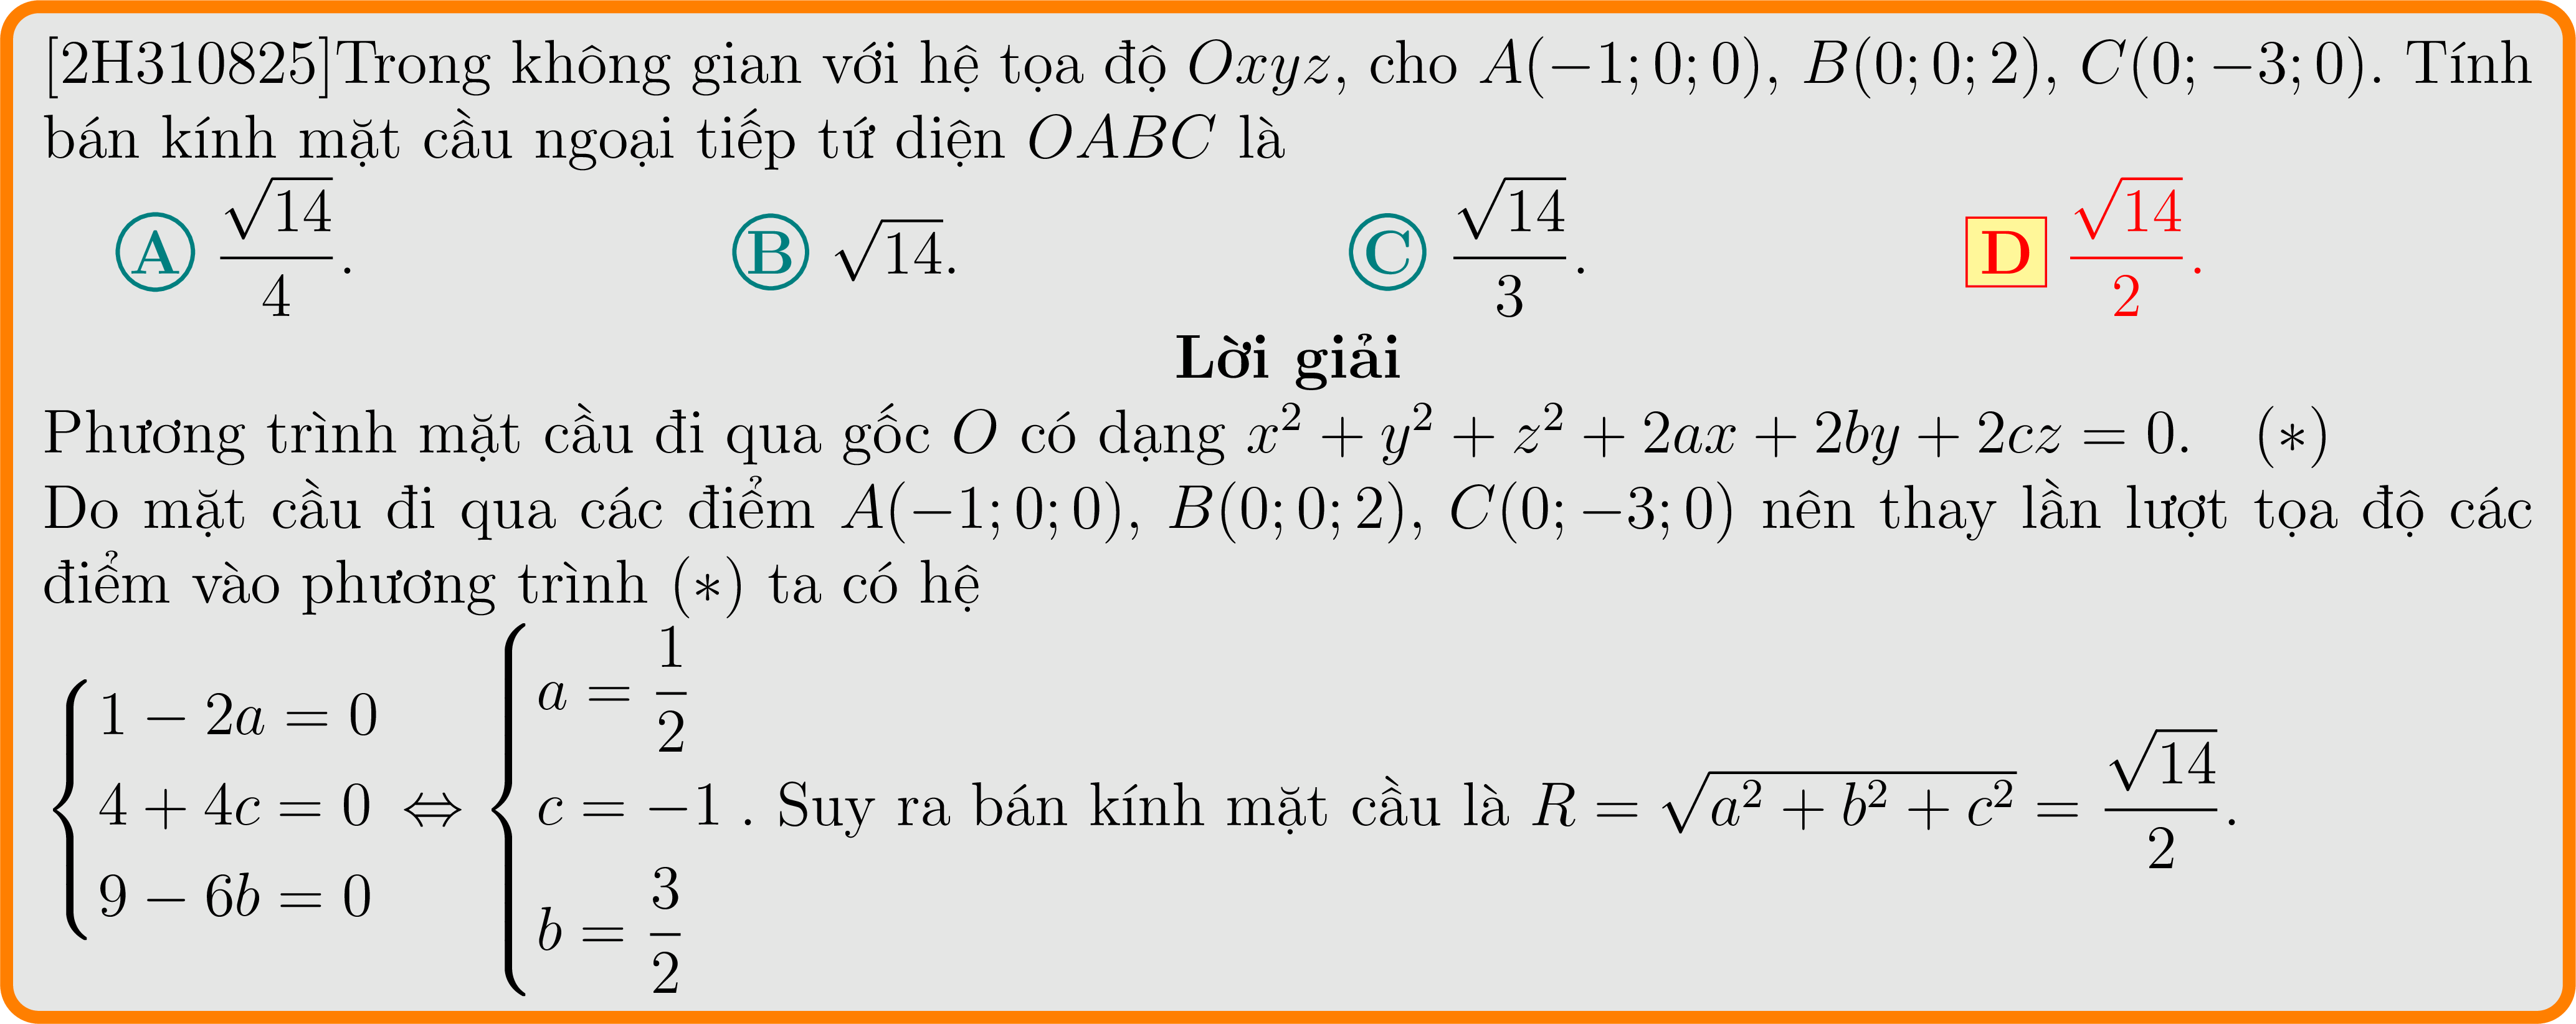 [2H310825]Trong không gian với hệ tọa độ Oxyz, cho A(−1; 0; 0), B(0; 0; 2), C(0; −3; 0). Tính
bán kính mặt cầu ngoại tiếp tứ diện OABC là
A $\frac{\sqrt{14}}{4}$. B $\sqrt{14}$. C $\frac{\sqrt{14}}{3}$. D $\frac{\sqrt{14}}{2}$.
Lời giải
Phương trình mặt cầu đi qua gốc O có dạng $x^2 + y^2 + z^2 + 2ax + 2by + 2cz = 0$. (∗)
Do mặt cầu đi qua các điểm A(−1; 0; 0), B(0; 0; 2), C(0; −3; 0) nên thay lần lượt tọa độ các
điểm vào phương trình (∗) ta có hệ
$\begin{cases} 1 - 2a = 0 \\ 4 + 4c = 0 \\ 9 - 6b = 0 \end{cases} \Leftrightarrow \begin{cases} a = \frac{1}{2} \\ c = -1 \\ b = \frac{3}{2} \end{cases}$. Suy ra bán kính mặt cầu là $R = \sqrt{a^2 + b^2 + c^2} = \frac{\sqrt{14}}{2}$.